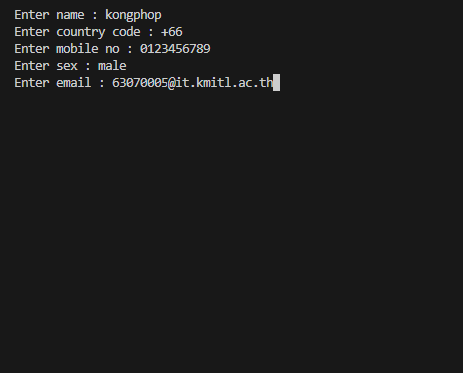 Enter name : kongphop
Enter country code : +66
Enter mobile no : 0123456789
Enter sex : male
Enter email : 63070005@it.kmitl.ac.th